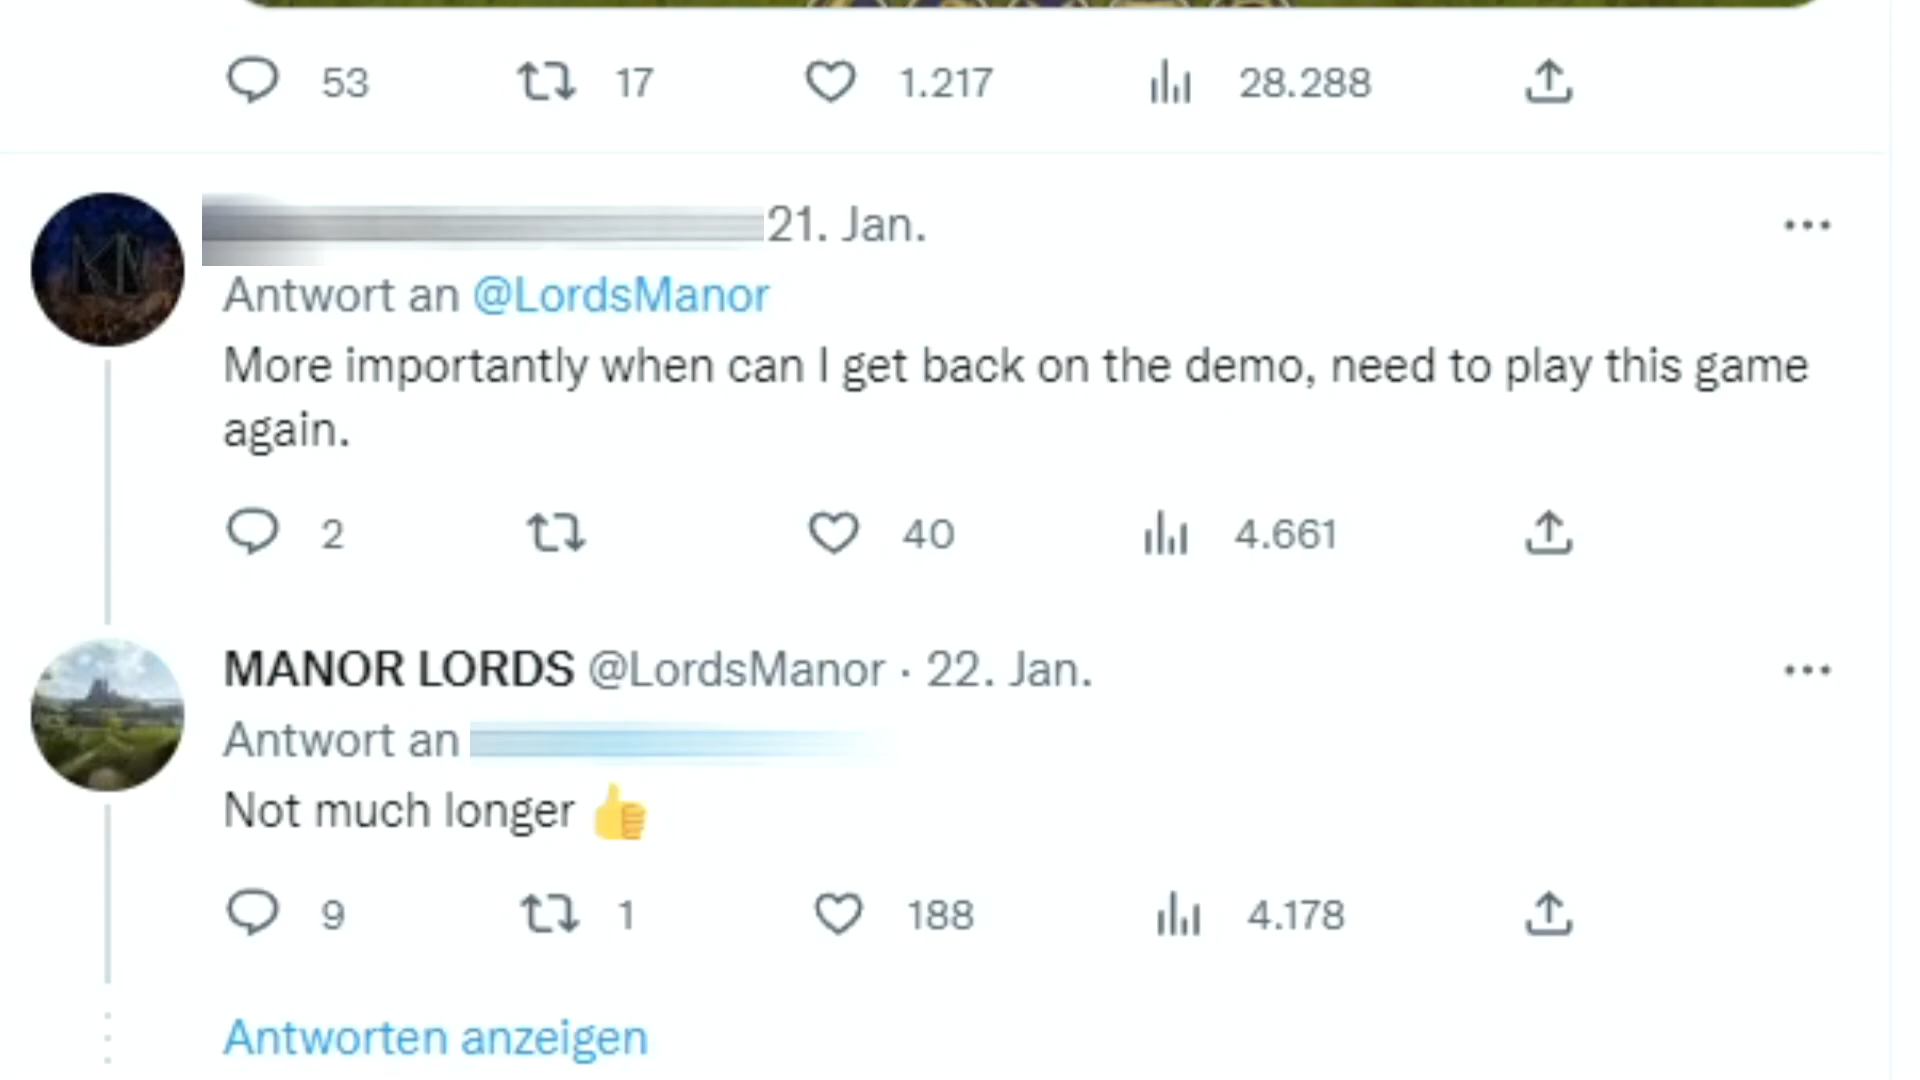 53 17 1.217 28.288
21. Jan.
Antwort an @LordsManor
More importantly when can I get back on the demo, need to play this game
again.
2 40 4.661
MANOR LORDS @LordsManor · 22. Jan.
Antwort an
Not much longer 👍
9 1 188 4.178
Antworten anzeigen